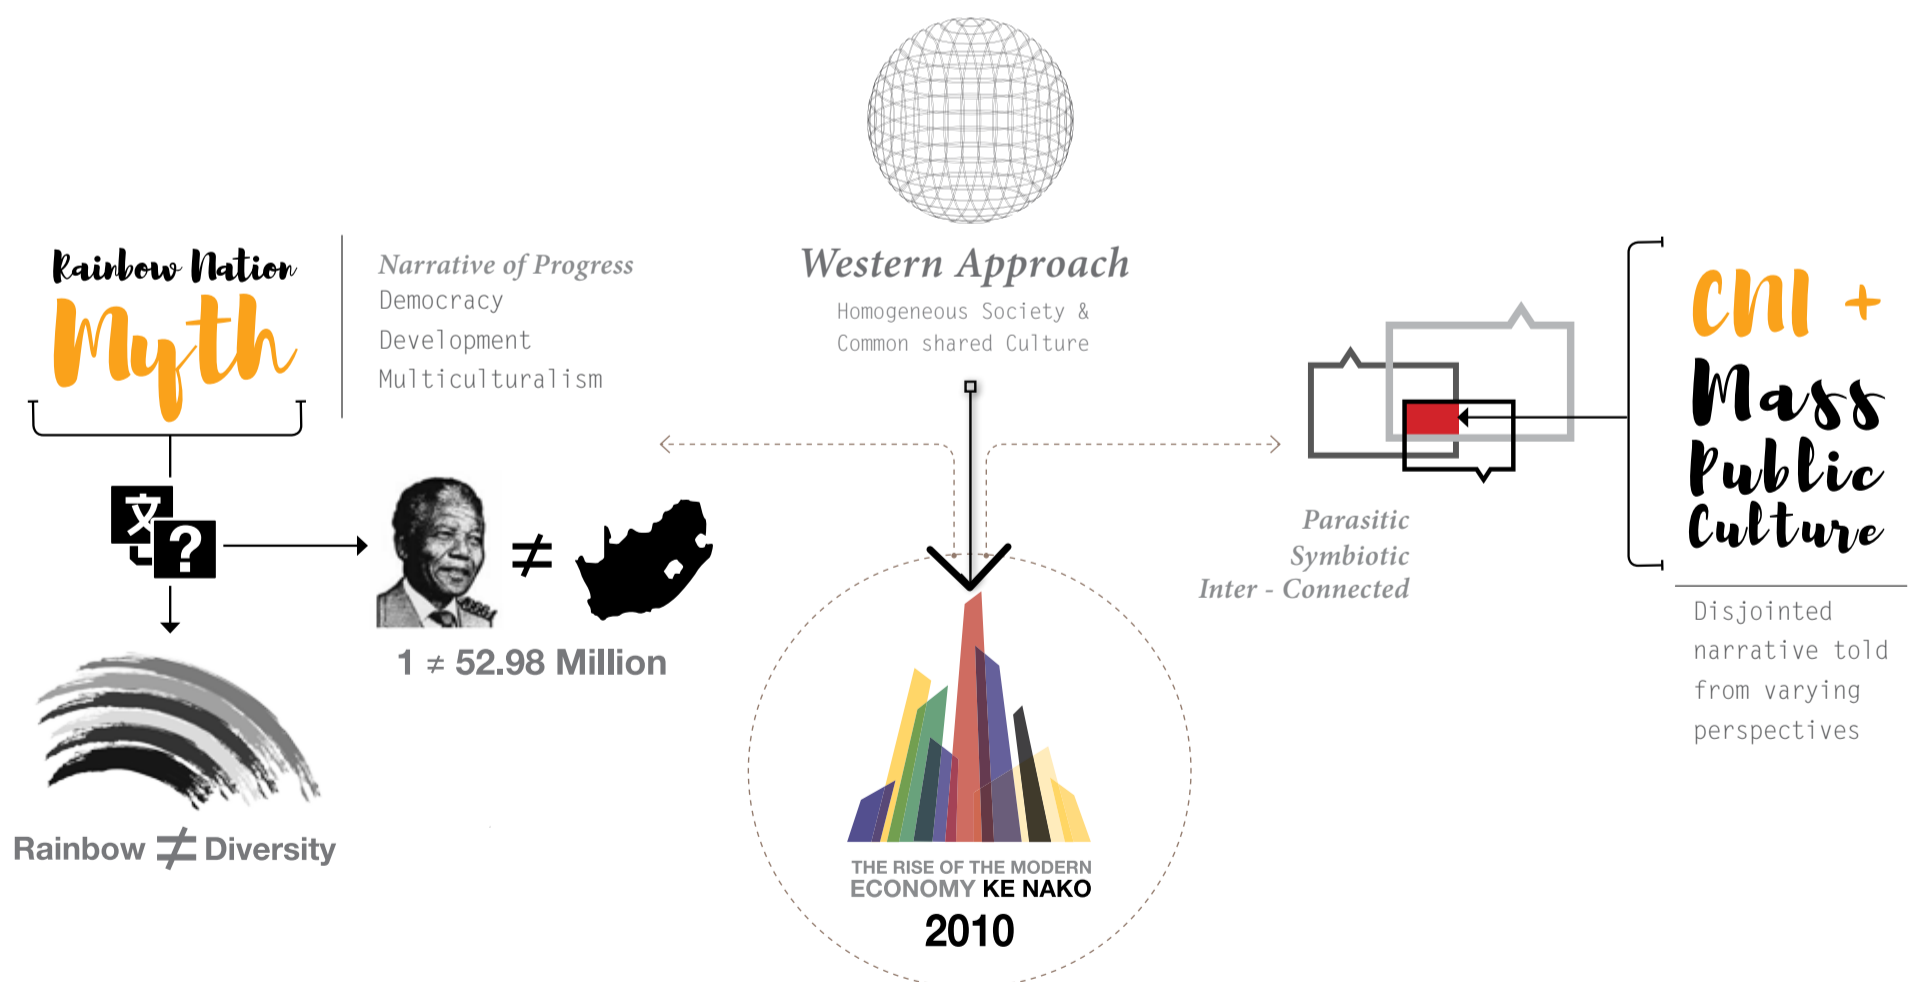 Rainbow Nation
Myth
Narrative of Progress
Democracy
Development
Multiculturalism
文
?
≠
1 ≠ 52.98 Million
Rainbow ≠ Diversity
Western Approach
Homogeneous Society &
Common shared Culture
THE RISE OF THE MODERN
ECONOMY KE NAKO
2010
Parasitic
Symbiotic
Inter - Connected
CNI +
Mass
Public
Culture
Disjointed
narrative told
from varying
perspectives